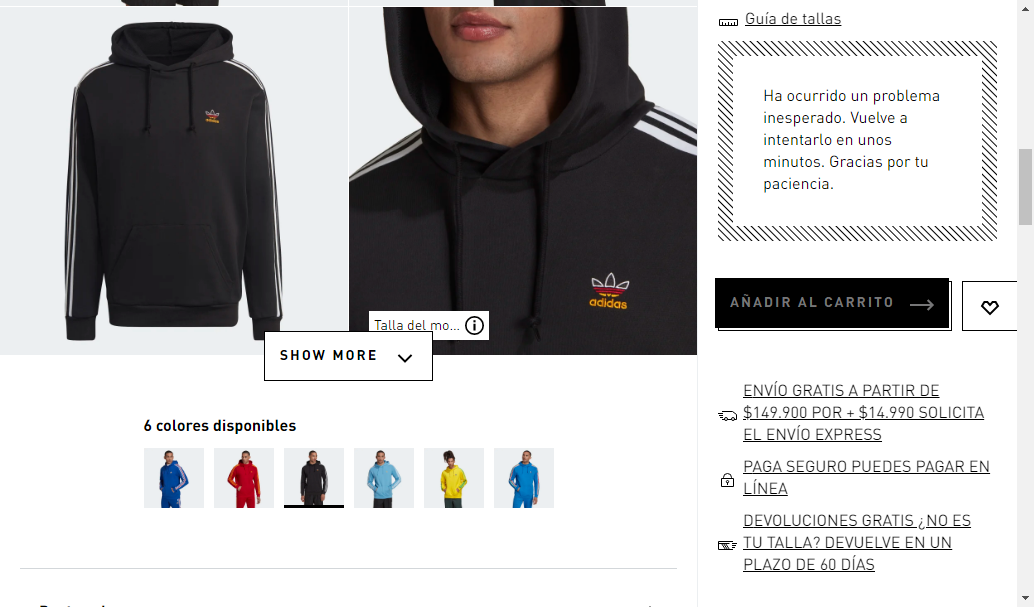 Guía de tallas
Ha ocurrido un problema
inesperado. Vuelve a
intentarlo en unos
minutos. Gracias por tu
paciencia.
adidas
adidas
Talla del mo...
SHOW MORE
AÑADIR AL CARRITO
6 colores disponibles
ENVÍO GRATIS A PARTIR DE
$149.900 POR + $14.990 SOLICITA
EL ENVÍO EXPRESS
PAGA SEGURO PUEDES PAGAR EN
LÍNEA
DEVOLUCIONES GRATIS ¿NO ES
TU TALLA? DEVUELVE EN UN
PLAZO DE 60 DÍAS